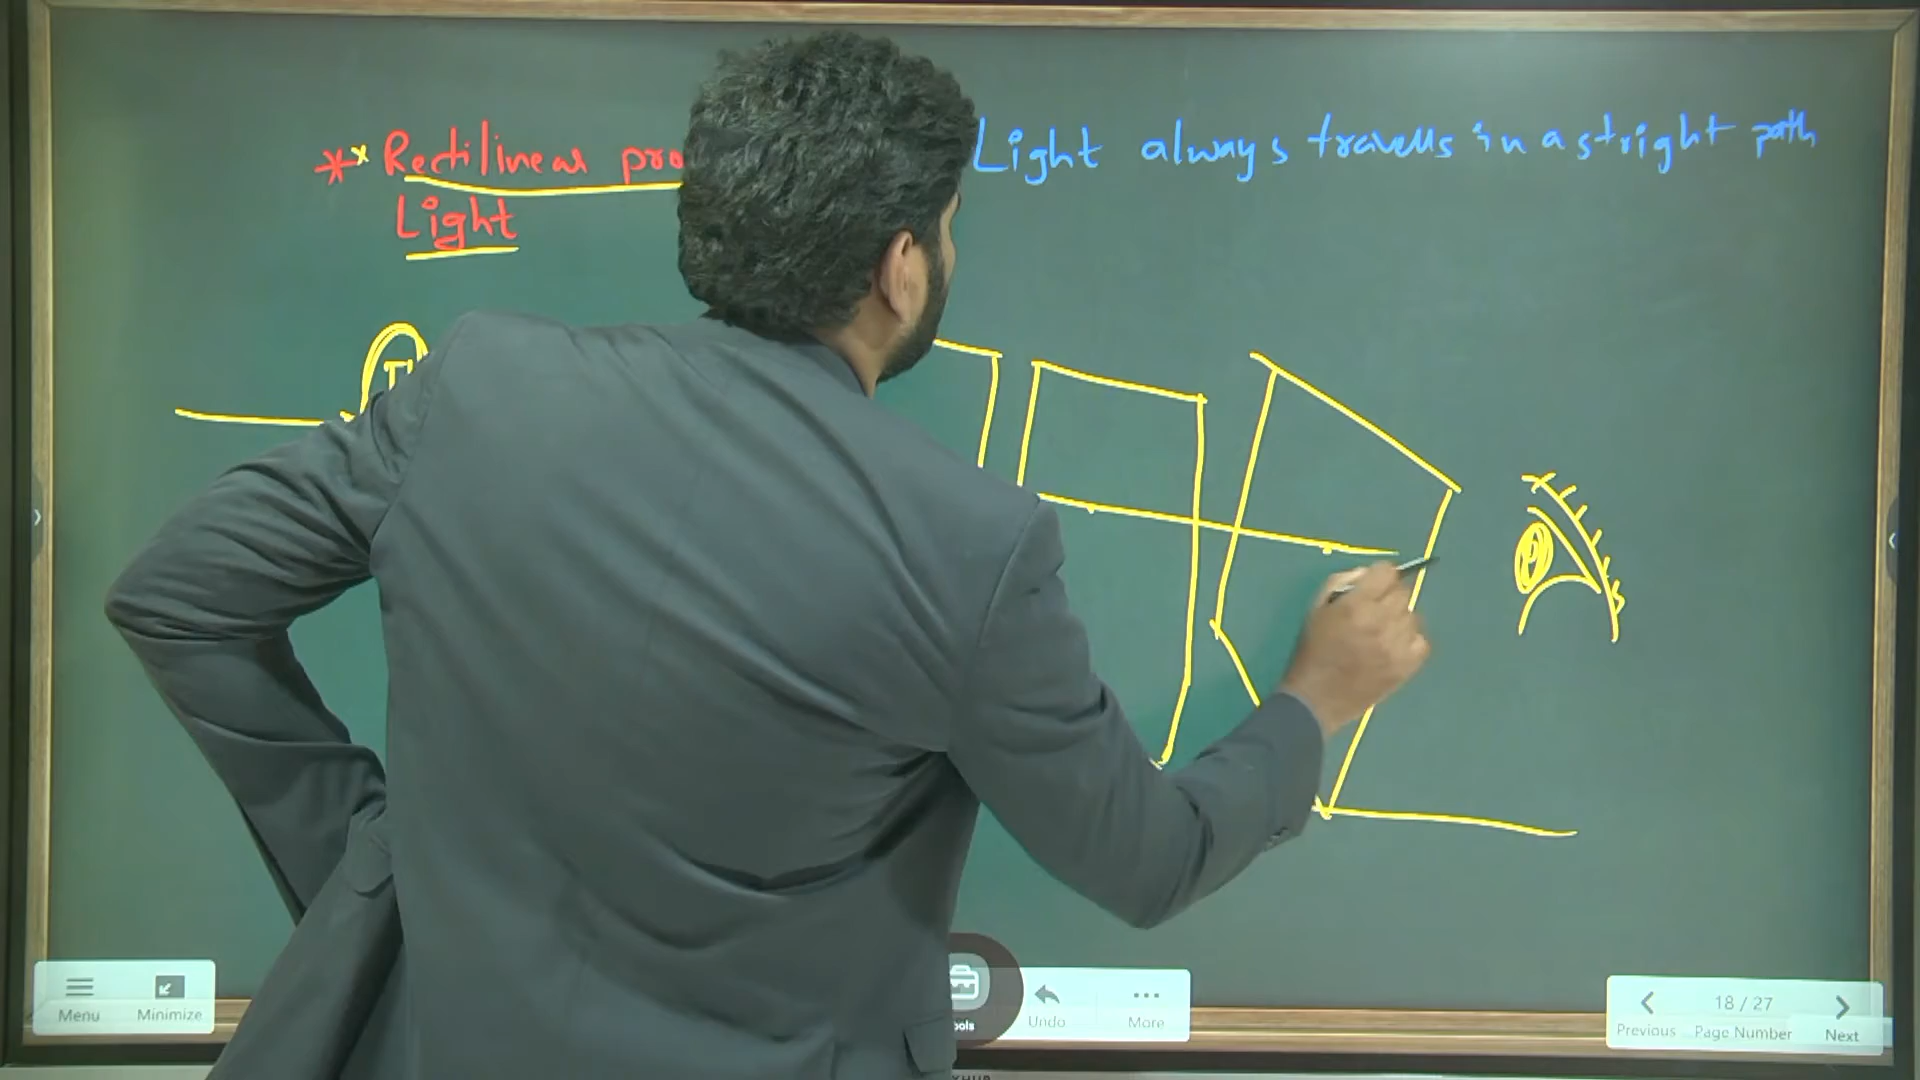 ** Rectilinear pro Light always travells in a stright path
Light
Menu
Minimize
ools
Undo
More
Previous
18 / 27
Page Number
Next